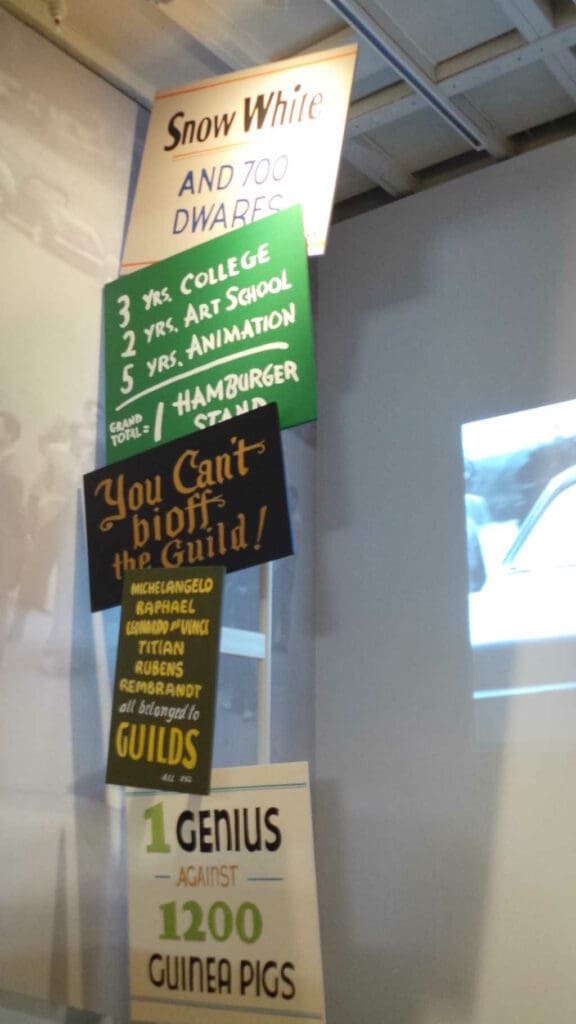 Snow White
AND 700
DWARFS
3 YRS. COLLEGE
2 YRS. ART SCHOOL
5 YRS. ANIMATION
GRAND TOTAL = 1 HAMBURGER
STAND
You Can't
bioff
the Guild!
MICHELANGELO
RAPHAEL
LEONARDO DA VINCI
TITIAN
RUBENS
REMBRANDT
all belonged to
GUILDS
1 GENIUS
AGAINST
1200
GUINEA PIGS